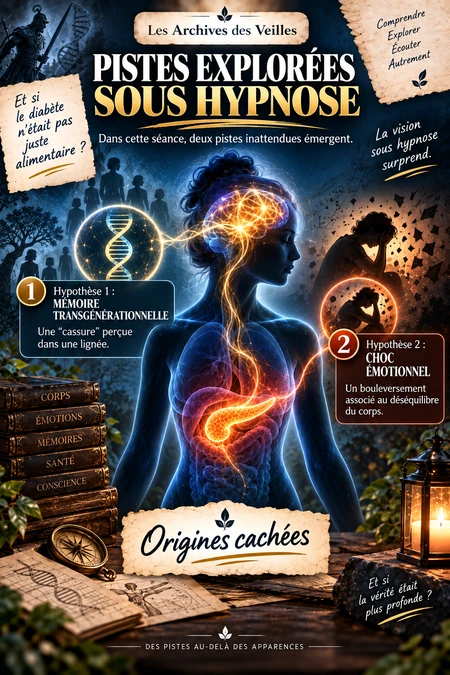 Les Archives des Veilles
Comprendre
Explorer
Écouter
Autrement
PISTES EXPLORÉES
SOUS HYPNOSE
Dans cette séance, deux pistes inattendues émergent.
Et si
le diabète
n'était pas
juste
alimentaire ?
La vision
sous hypnose
surprend.
1
Hypothèse 1 :
MÉMOIRE
TRANSGÉNÉRATIONNELLE
Une "cassure" perçue
dans une lignée.
2
Hypothèse 2 :
CHOC
ÉMOTIONNEL
Un bouleversement
associé au déséquilibre
du corps.
CORPS
ÉMOTIONS
MÉMOIRES
SANTÉ
CONSCIENCE
Origines cachées
Et si
la vérité était
plus profonde ?
DES PISTES AU-DELÀ DES APPARENCES